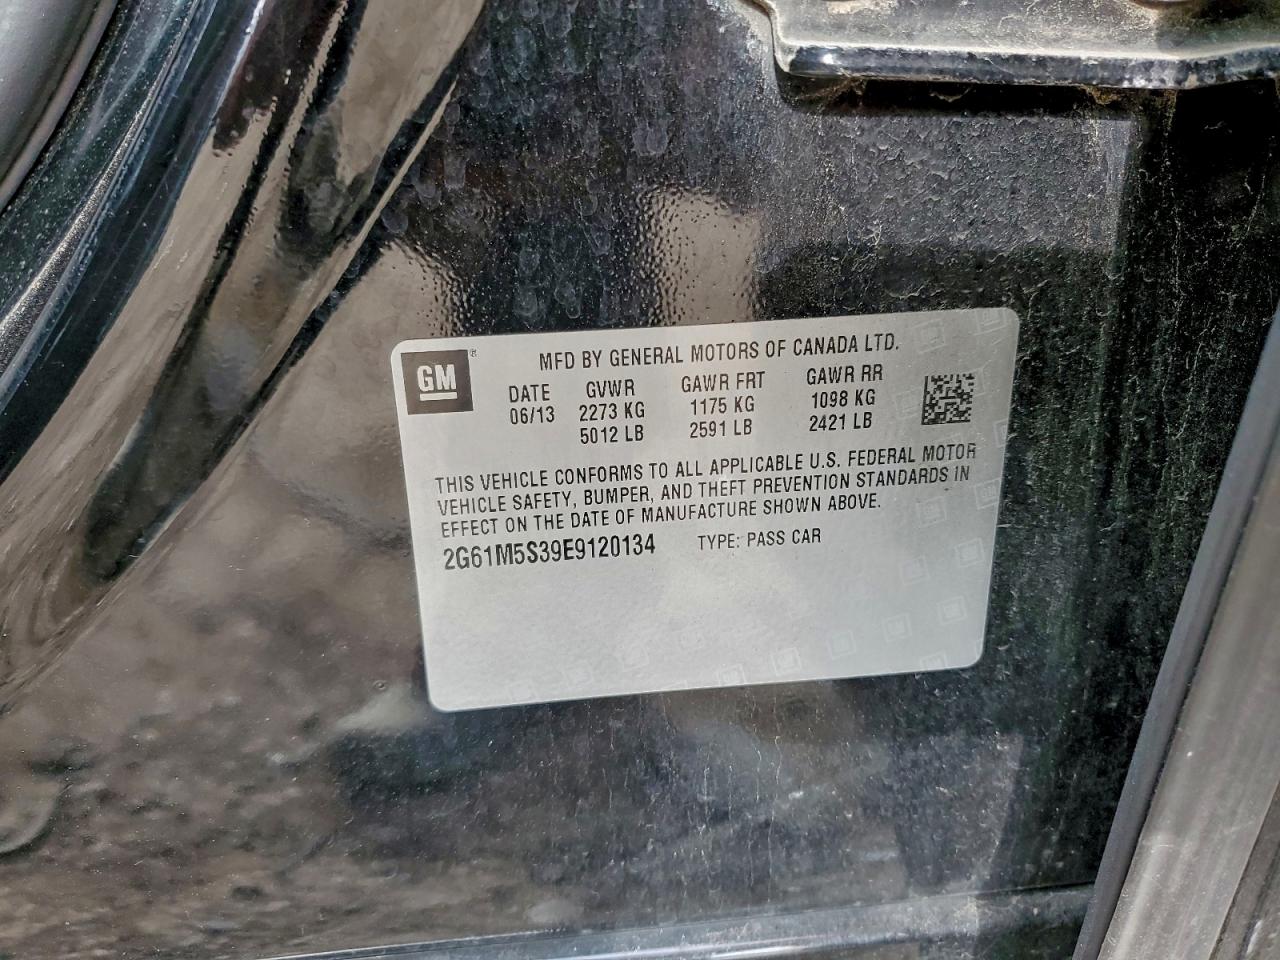 GM ®
MFD BY GENERAL MOTORS OF CANADA LTD.
DATE GVWR GAWR FRT GAWR RR
06/13 2273 KG 1175 KG 1098 KG
5012 LB 2591 LB 2421 LB
THIS VEHICLE CONFORMS TO ALL APPLICABLE U.S. FEDERAL MOTOR
VEHICLE SAFETY, BUMPER, AND THEFT PREVENTION STANDARDS IN
EFFECT ON THE DATE OF MANUFACTURE SHOWN ABOVE.
2G61M5S39E9120134 TYPE: PASS CAR